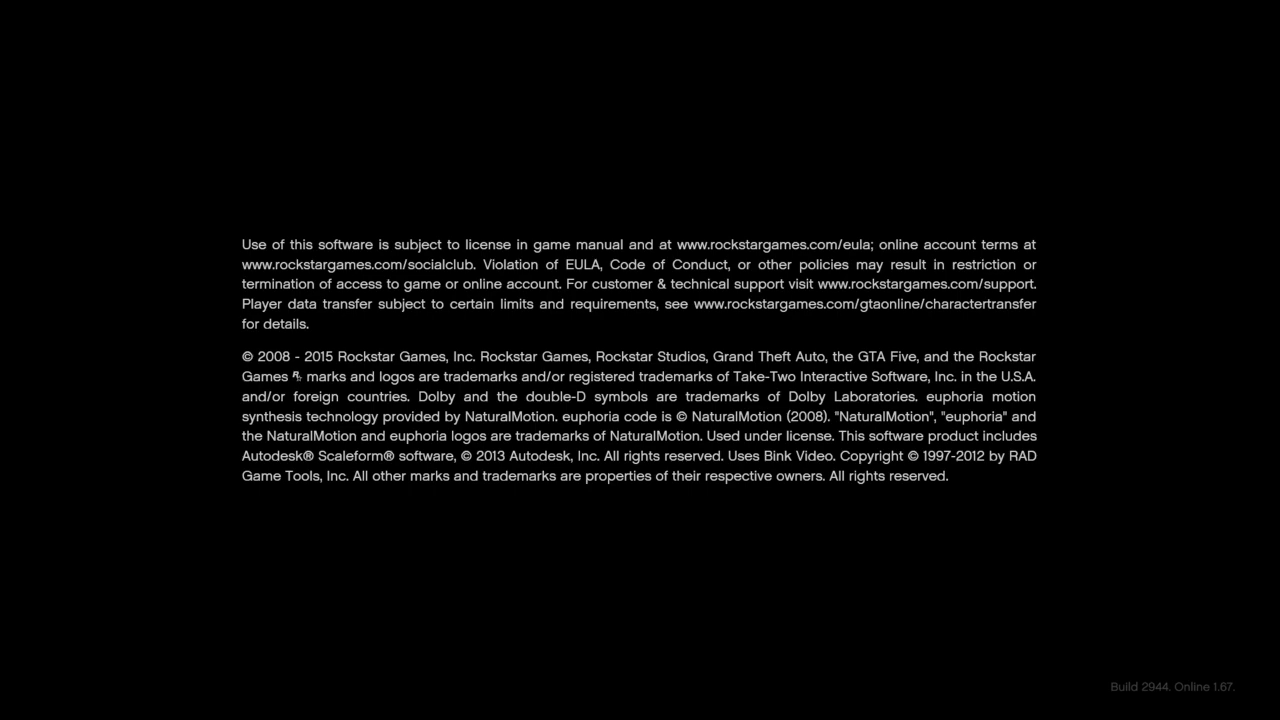 Use of this software is subject to license in game manual and at www.rockstargames.com/eula; online account terms at
www.rockstargames.com/socialclub. Violation of EULA, Code of Conduct, or other policies may result in restriction or
termination of access to game or online account. For customer & technical support visit www.rockstargames.com/support.
Player data transfer subject to certain limits and requirements, see www.rockstargames.com/gtaonline/charactertransfer
for details.
© 2008 - 2015 Rockstar Games, Inc. Rockstar Games, Rockstar Studios, Grand Theft Auto, the GTA Five, and the Rockstar
Games R* marks and logos are trademarks and/or registered trademarks of Take-Two Interactive Software, Inc. in the U.S.A.
and/or foreign countries. Dolby and the double-D symbols are trademarks of Dolby Laboratories. euphoria motion
synthesis technology provided by NaturalMotion. euphoria code is © NaturalMotion (2008). "NaturalMotion", "euphoria" and
the NaturalMotion and euphoria logos are trademarks of NaturalMotion. Used under license. This software product includes
Autodesk® Scaleform® software, © 2013 Autodesk, Inc. All rights reserved. Uses Bink Video. Copyright © 1997-2012 by RAD
Game Tools, Inc. All other marks and trademarks are properties of their respective owners. All rights reserved.
Build 2944. Online 1.67.